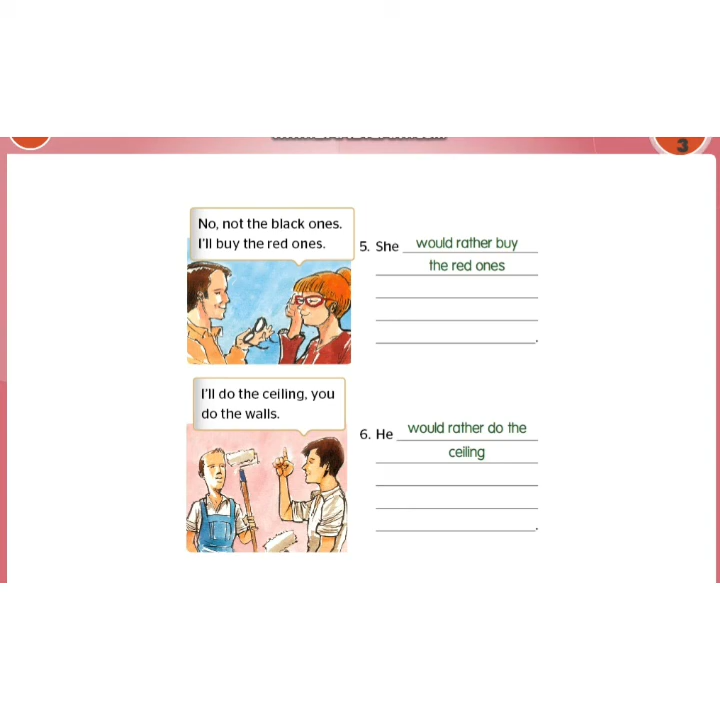 3
No, not the black ones.
I'll buy the red ones.
5. She would rather buy
the red ones
.
I'll do the ceiling, you
do the walls.
6. He would rather do the
ceiling
.